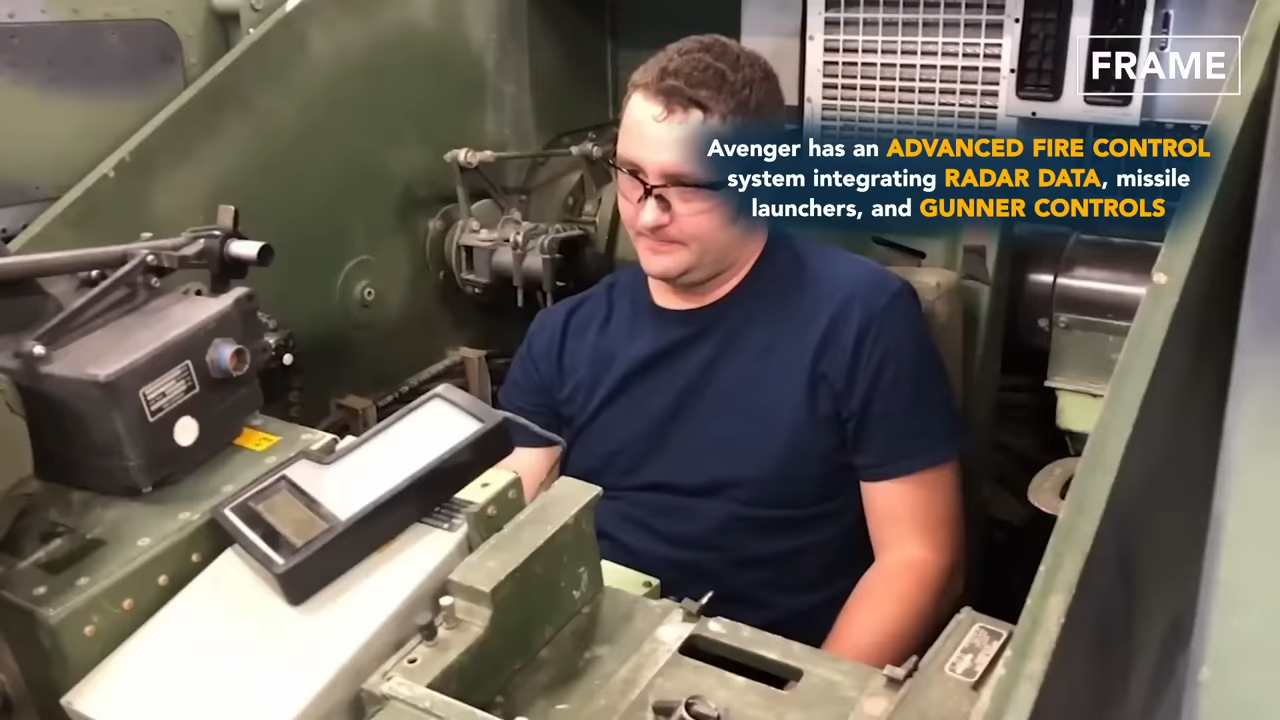 FRAME
Avenger has an ADVANCED FIRE CONTROL
system integrating RADAR DATA, missile
launchers, and GUNNER CONTROLS